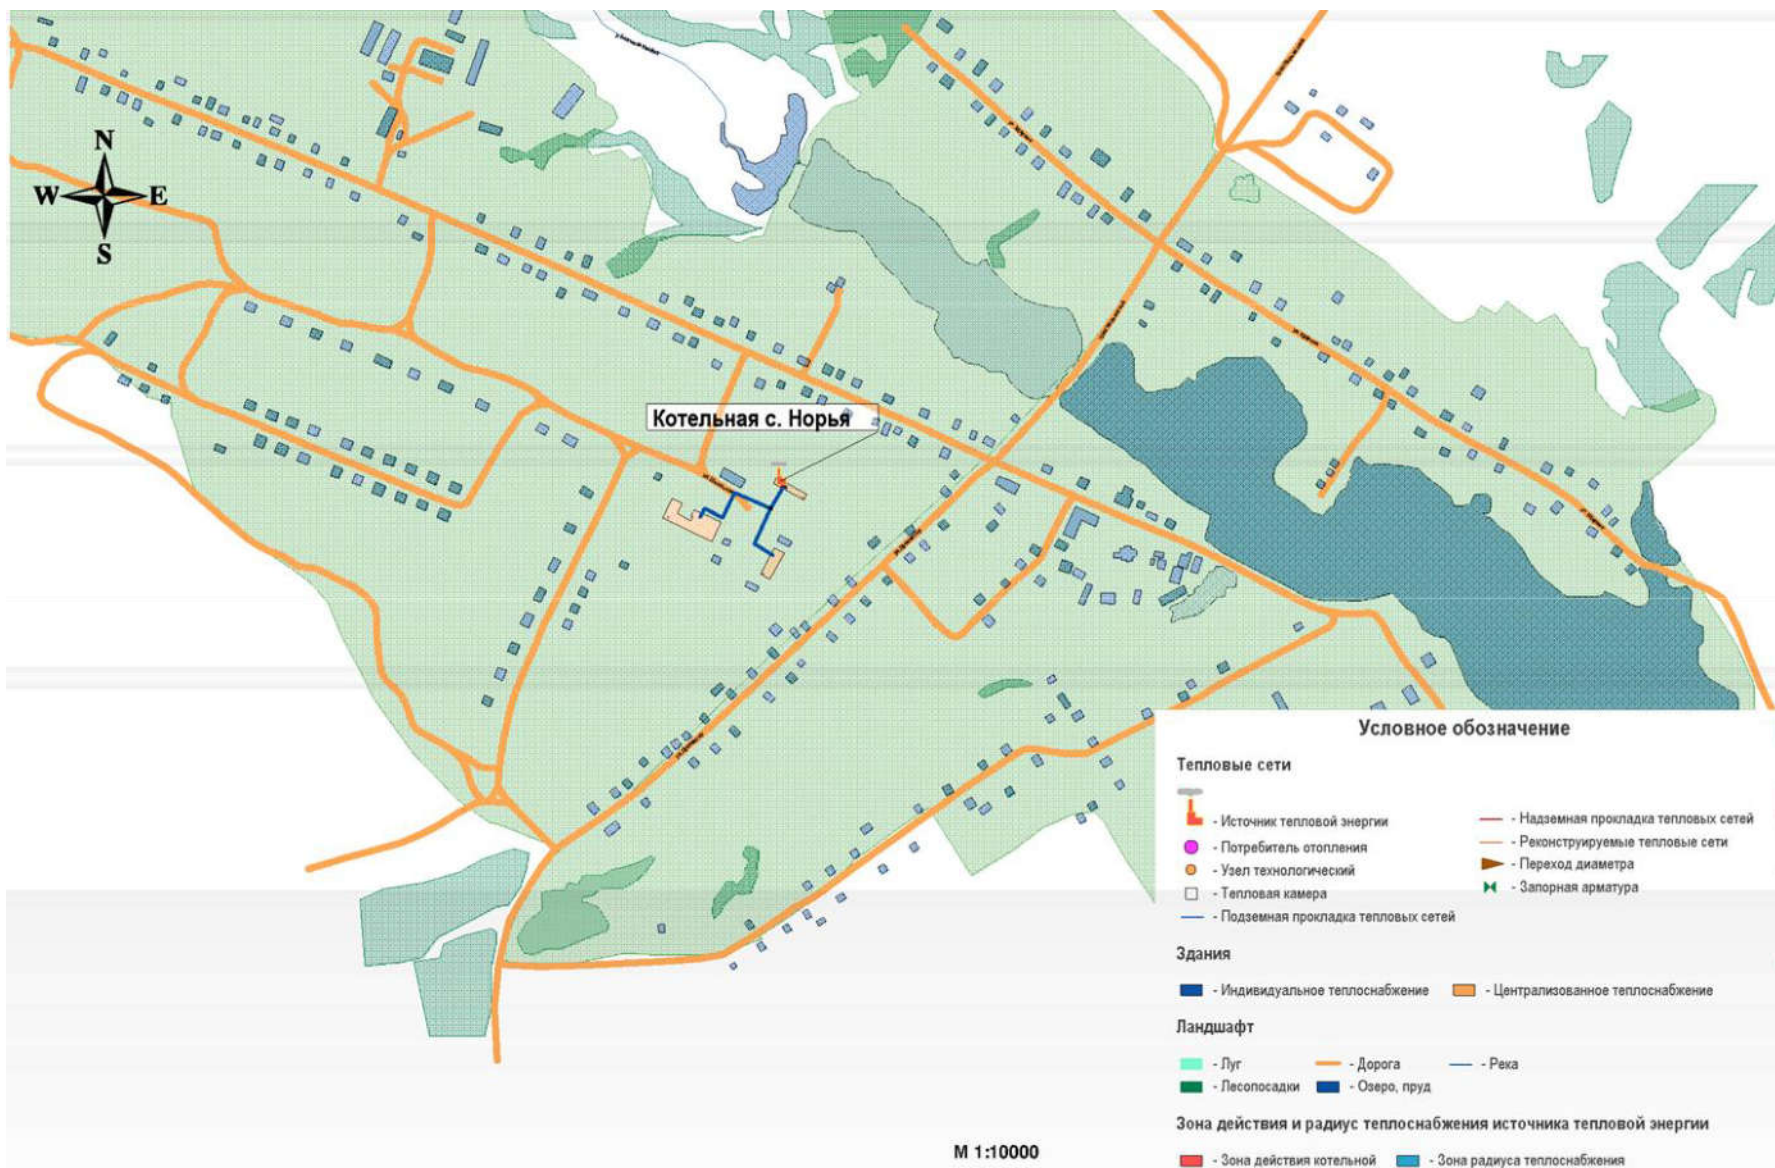 N
W E
S
Котельная с. Норья
Условное обозначение
Тепловые сети
- Источник тепловой энергии
- Потребитель отопления
- Узел технологический
- Тепловая камера
- Подземная прокладка тепловых сетей
- Надземная прокладка тепловых сетей
- Реконструируемые тепловые сети
- Переход диаметра
- Запорная арматура
Здания
- Индивидуальное теплоснабжение - Централизованное теплоснабжение
Ландшафт
- Луг - Дорога - Река
- Лесопосадки - Озеро, пруд
Зона действия и радиус теплоснабжения источника тепловой энергии
- Зона действия котельной - Зона радиуса теплоснабжения
М 1:10000